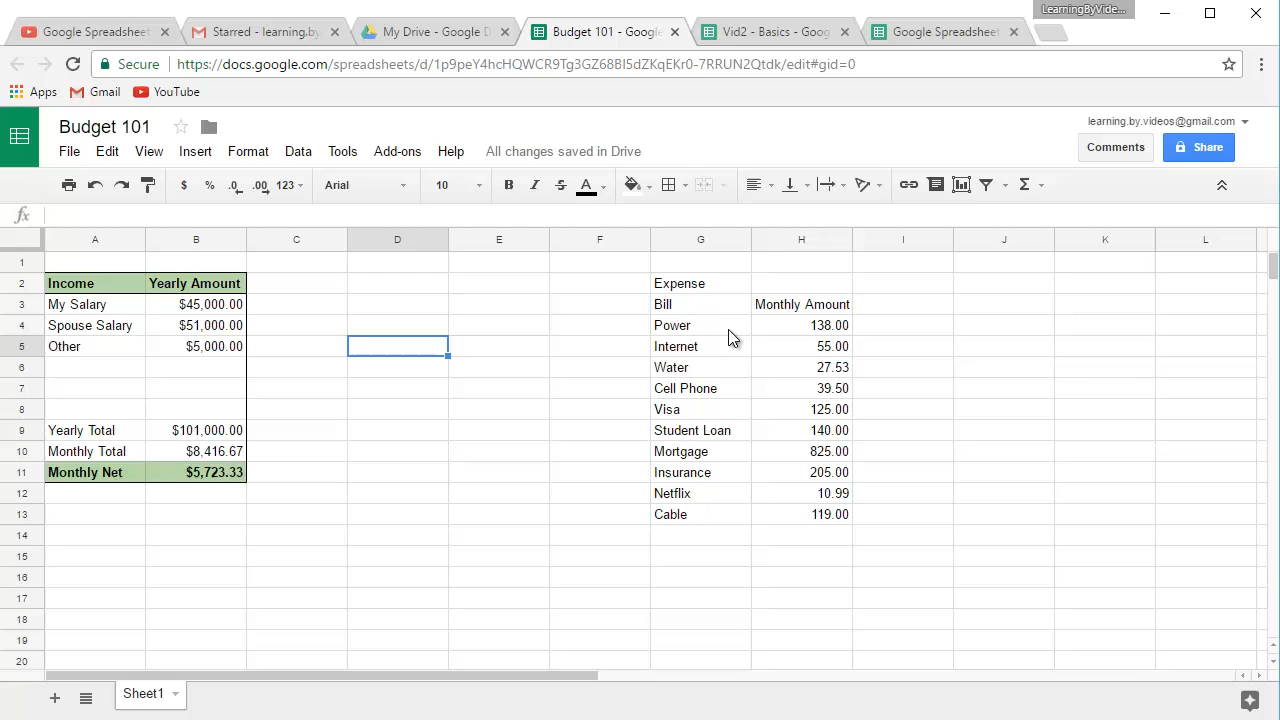 LearningByVide...
Google Spreadsheet
Starred - learning.by
My Drive - Google D
Budget 101 - Google
Vid2 - Basics - Goog
Google Spreadsheet
Secure
https://docs.google.com/spreadsheets/d/1p9peY4hcHQWCR9Tg3GZ68BI5dZKqEKr0-7RRUN2Qtdk/edit#gid=0
Apps Gmail YouTube
Budget 101
learning.by.videos@gmail.com
File Edit View Insert Format Data Tools Add-ons Help All changes saved in Drive
Comments Share
$ % .0 .00 123 Arial 10 B I S A Σ
fx
A B C D E F G H I J K L
1
2 Income Yearly Amount Expense
3 My Salary $45,000.00 Bill Monthly Amount
4 Spouse Salary $51,000.00 Power 138.00
5 Other $5,000.00 Internet 55.00
6 Water 27.53
7 Cell Phone 39.50
8 Visa 125.00
9 Yearly Total $101,000.00 Student Loan 140.00
10 Monthly Total $8,416.67 Mortgage 825.00
11 Monthly Net $5,723.33 Insurance 205.00
12 Netflix 10.99
13 Cable 119.00
14
15
16
17
18
19
20
Sheet1